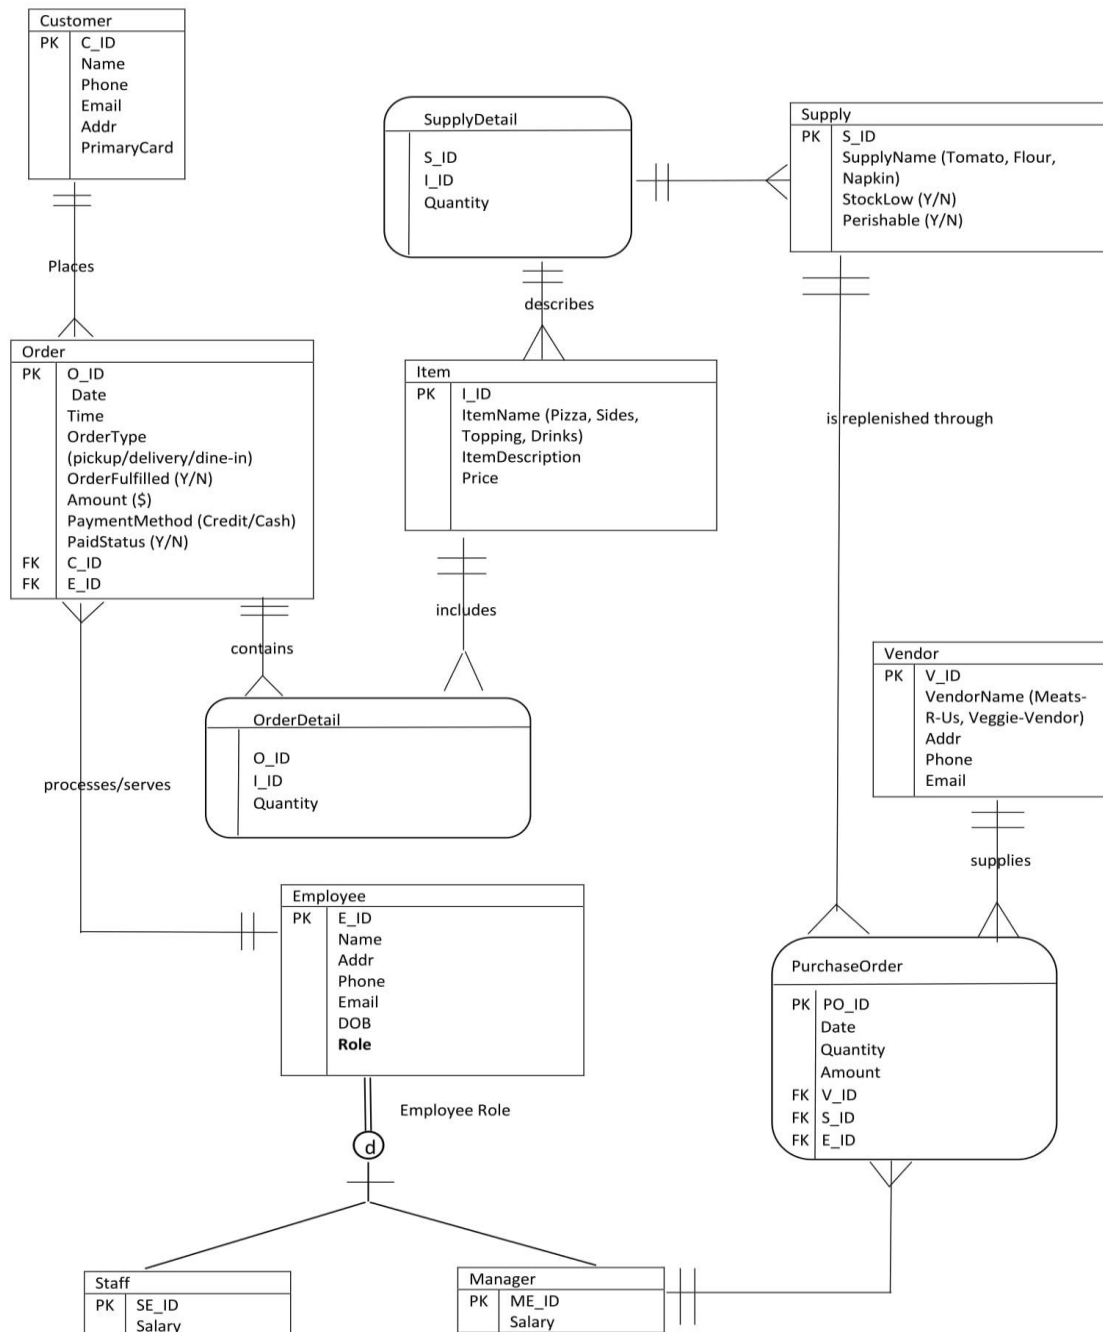 Customer
PK C_ID
Name
Phone
Email
Addr
PrimaryCard
Places
Order
PK O_ID
Date
Time
OrderType
(pickup/delivery/dine-in)
OrderFulfilled (Y/N)
Amount ($)
PaymentMethod (Credit/Cash)
PaidStatus (Y/N)
FK C_ID
FK E_ID
SupplyDetail
S_ID
I_ID
Quantity
describes
Supply
PK S_ID
SupplyName (Tomato, Flour,
Napkin)
StockLow (Y/N)
Perishable (Y/N)
Item
PK I_ID
ItemName (Pizza, Sides,
Topping, Drinks)
ItemDescription
Price
is replenished through
includes
contains
OrderDetail
O_ID
I_ID
Quantity
processes/serves
Vendor
PK V_ID
VendorName (Meats-
R-Us, Veggie-Vendor)
Addr
Phone
Email
supplies
Employee
PK E_ID
Name
Addr
Phone
Email
DOB
Role
Employee Role
d
PurchaseOrder
PK PO_ID
Date
Quantity
Amount
FK V_ID
FK S_ID
FK E_ID
Staff
PK SE_ID
Salary
Manager
PK ME_ID
Salary